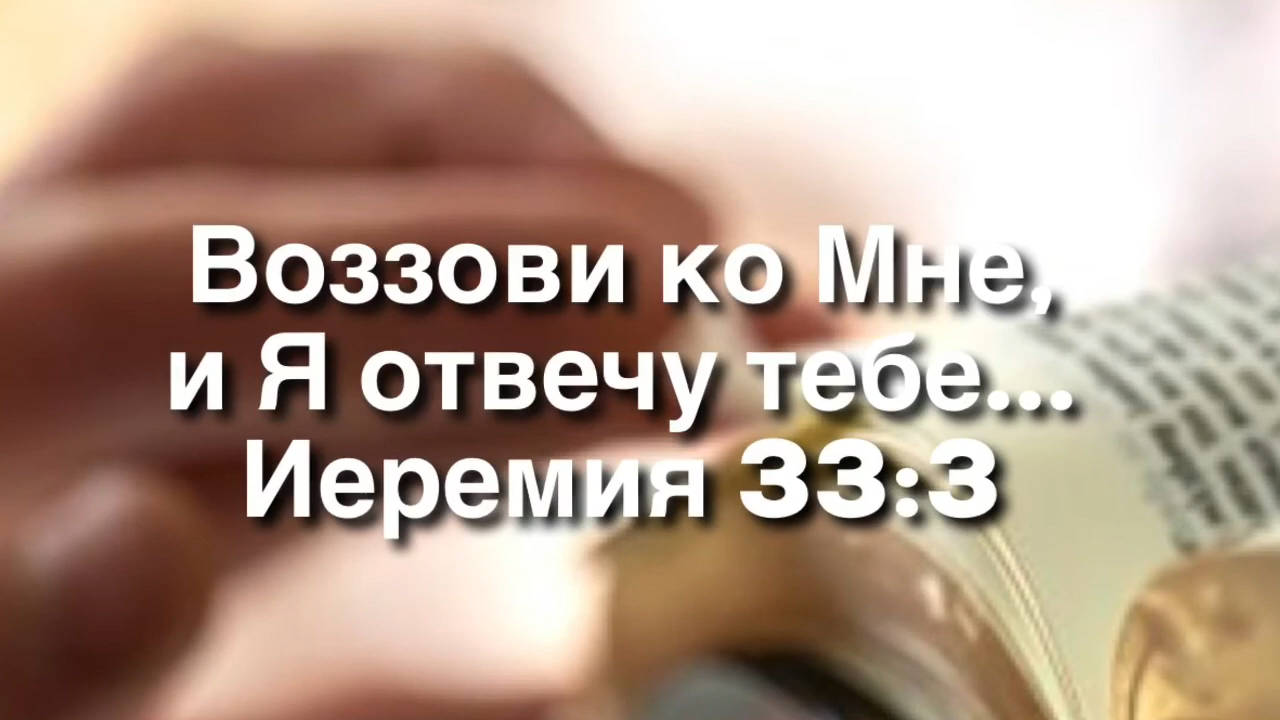 Воззови ко Мне,
и Я отвечу тебе...
Иеремия 33:3